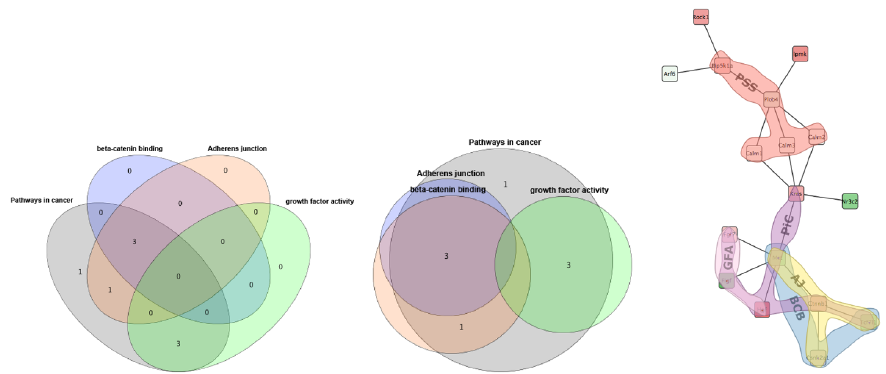 beta-catenin binding
Adherens junction
Pathways in cancer
growth factor activity
0
0
0
0
0
3
0
1
0
0
1
0
0
0
3
Pathways in cancer
Adherens junction
beta-catenin binding
growth factor activity
1
3
3
1
Rock1
Arf6
Ipmk
PSS
Calm1
Calm3
Calm2
Nr3c2
PiC
GFA
A3
BCB